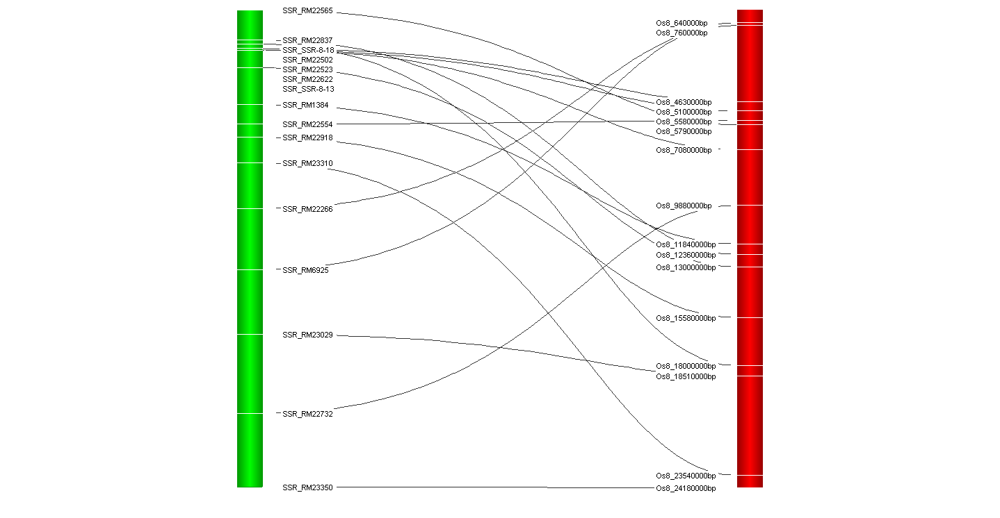 SSR_RM22565
SSR_RM22837
SSR_SSR-8-18
SSR_RM22502
SSR_RM22523
SSR_RM22622
SSR_SSR-8-13
SSR_RM1384
SSR_RM22554
SSR_RM22918
SSR_RM23310
SSR_RM22266
SSR_RM6925
SSR_RM23029
SSR_RM22732
SSR_RM23350
Os8_640000bp
Os8_760000bp
Os8_4630000bp
Os8_5100000bp
Os8_5580000bp
Os8_5790000bp
Os8_7080000bp
Os8_9880000bp
Os8_11840000bp
Os8_12360000bp
Os8_13000000bp
Os8_15580000bp
Os8_18000000bp
Os8_18510000bp
Os8_23540000bp
Os8_24180000bp